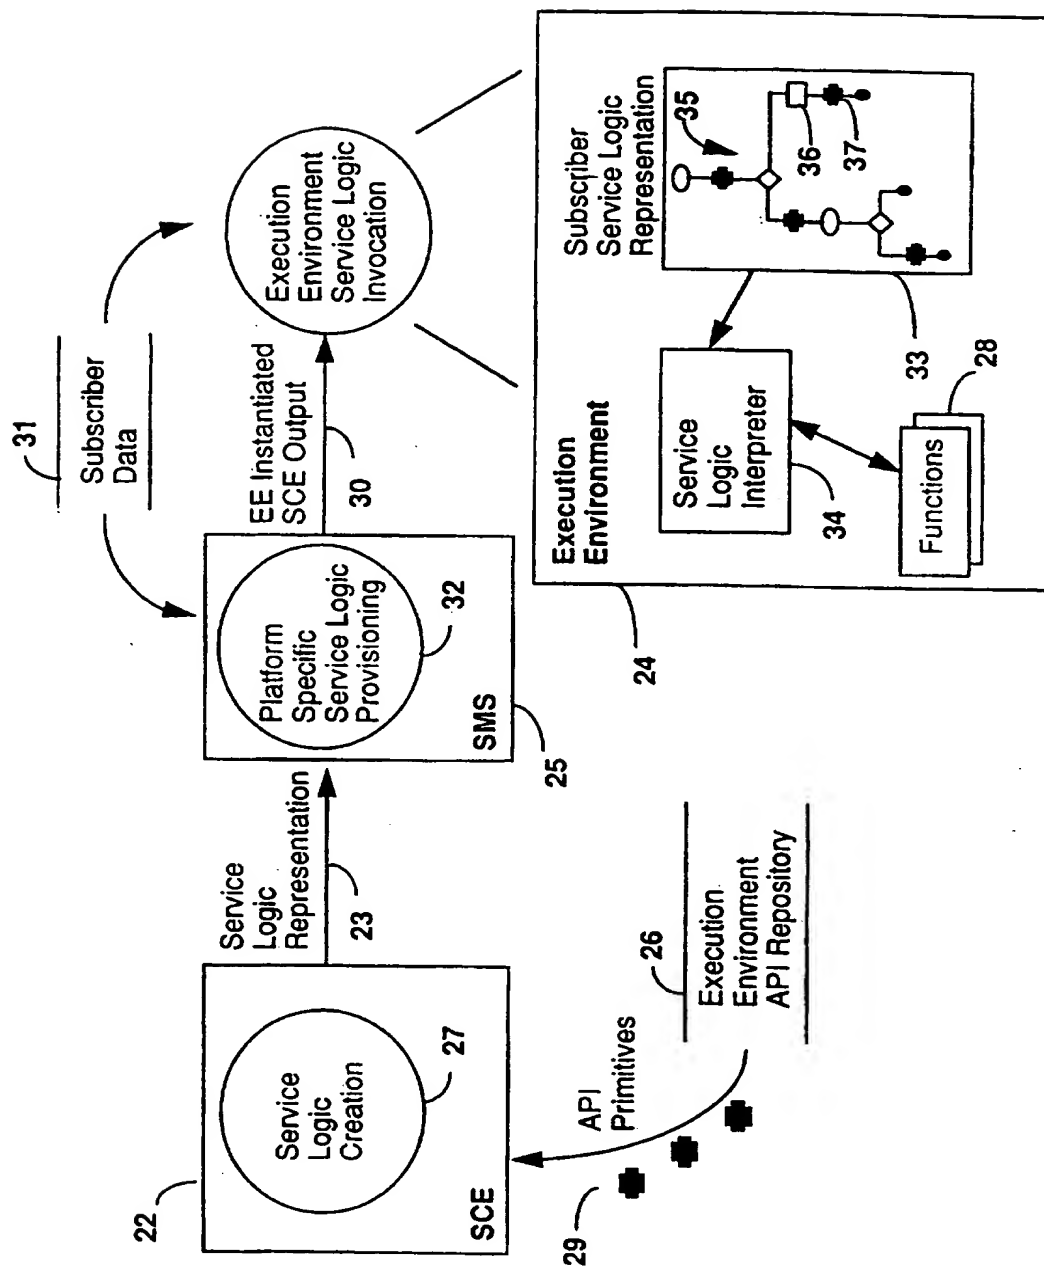 31
Subscriber
Data
Service
Logic
Representation
23
EE Instantiated
SCE Output
30
22
Service
Logic
Creation
27
SCE
Platform
Specific
Service Logic
Provisioning
32
SMS
25
Execution
Environment
Service Logic
Invocation
29
API
Primitives
26
Execution
Environment
API Repository
24
Execution
Environment
Service
Logic
Interpreter
34
Functions
28
33
Subscriber
Service Logic
Representation
35
36
37